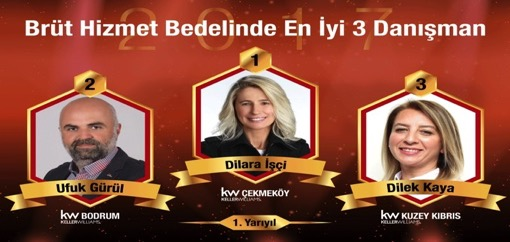 2017
Brüt Hizmet Bedelinde En İyi 3 Danışman
2
1
3
Ufuk Gürül
Dilara İşçi
Dilek Kaya
kw BODRUM
KELLERWILLIAMS.
kw ÇEKMEKÖY
KELLERWILLIAMS.
kw KUZEY KIBRIS
KELLERWILLIAMS.
1. Yarıyıl